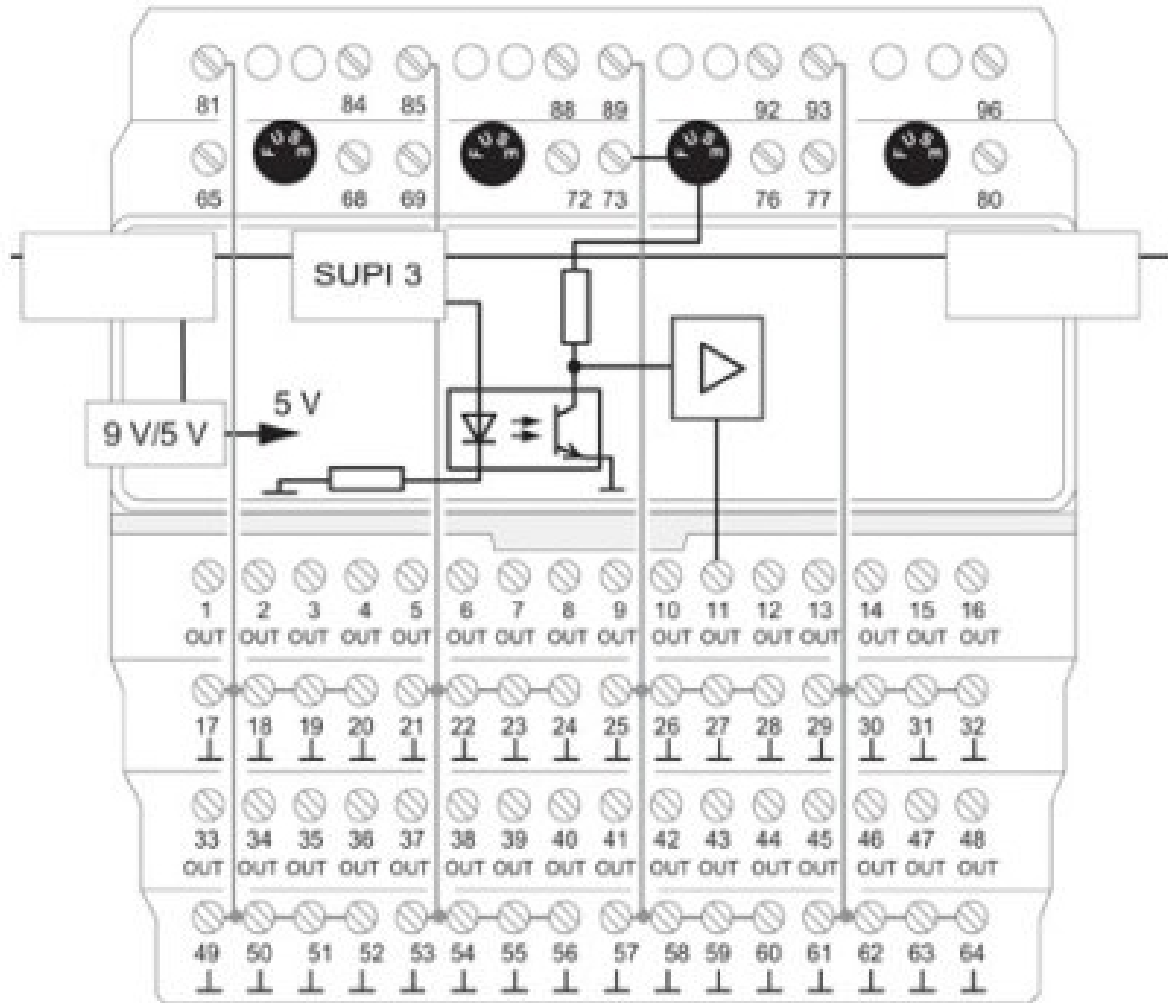 81 84 85 88 89 92 93 96
FUSE FUSE FUSE FUSE
65 68 69 72 73 76 77 80
SUPI 3
5 V
9 V/5 V
1 2 3 4 5 6 7 8 9 10 11 12 13 14 15 16
OUT OUT OUT OUT OUT OUT OUT OUT OUT OUT OUT OUT OUT OUT OUT OUT
17 18 19 20 21 22 23 24 25 26 27 28 29 30 31 32
33 34 35 36 37 38 39 40 41 42 43 44 45 46 47 48
OUT OUT OUT OUT OUT OUT OUT OUT OUT OUT OUT OUT OUT OUT OUT OUT
49 50 51 52 53 54 55 56 57 58 59 60 61 62 63 64